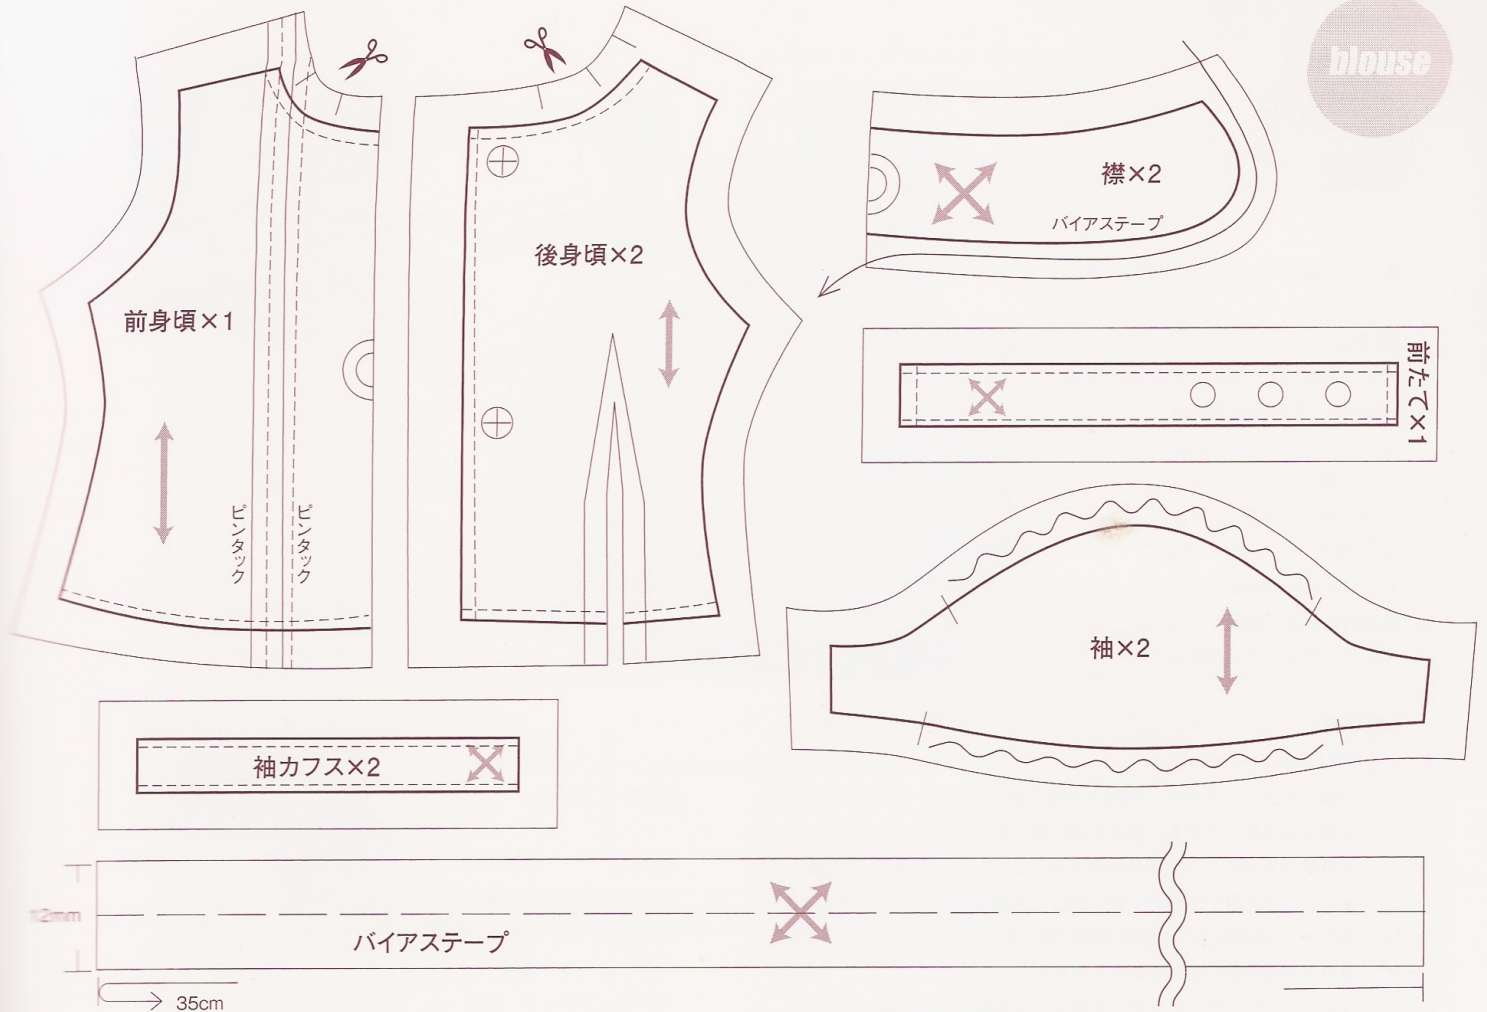 blouse
前身頃×1
ピンタック
ピンタック
後身頃×2
襟×2
バイアステープ
前たて×1
袖×2
袖カフス×2
12mm
バイアステープ
35cm